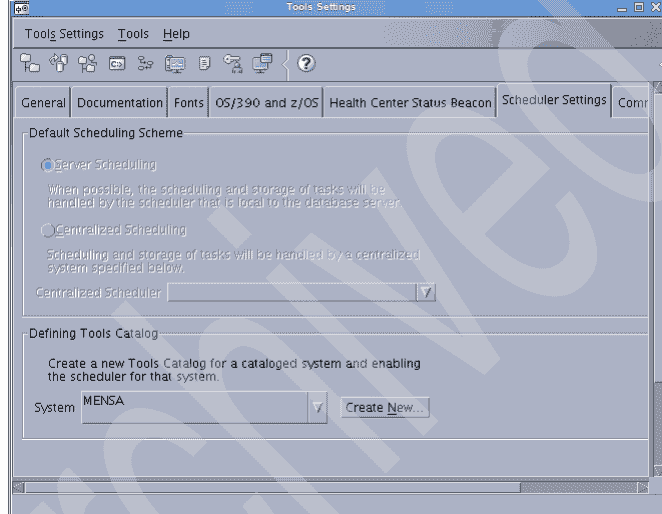 Tools Settings
Tools Settings Tools Help
General Documentation Fonts OS/390 and z/OS Health Center Status Beacon Scheduler Settings Comm
Default Scheduling Scheme
Server Scheduling
When possible, the scheduling and storage of tasks will be
handled by the scheduler that is local to the database server
Centralized Scheduling
Scheduling and storage of tasks will be handled by a centralized
system specified below.
Centralized Scheduler
Defining Tools Catalog
Create a new Tools Catalog for a cataloged system and enabling
the scheduler for that system.
System MENSA Create New...